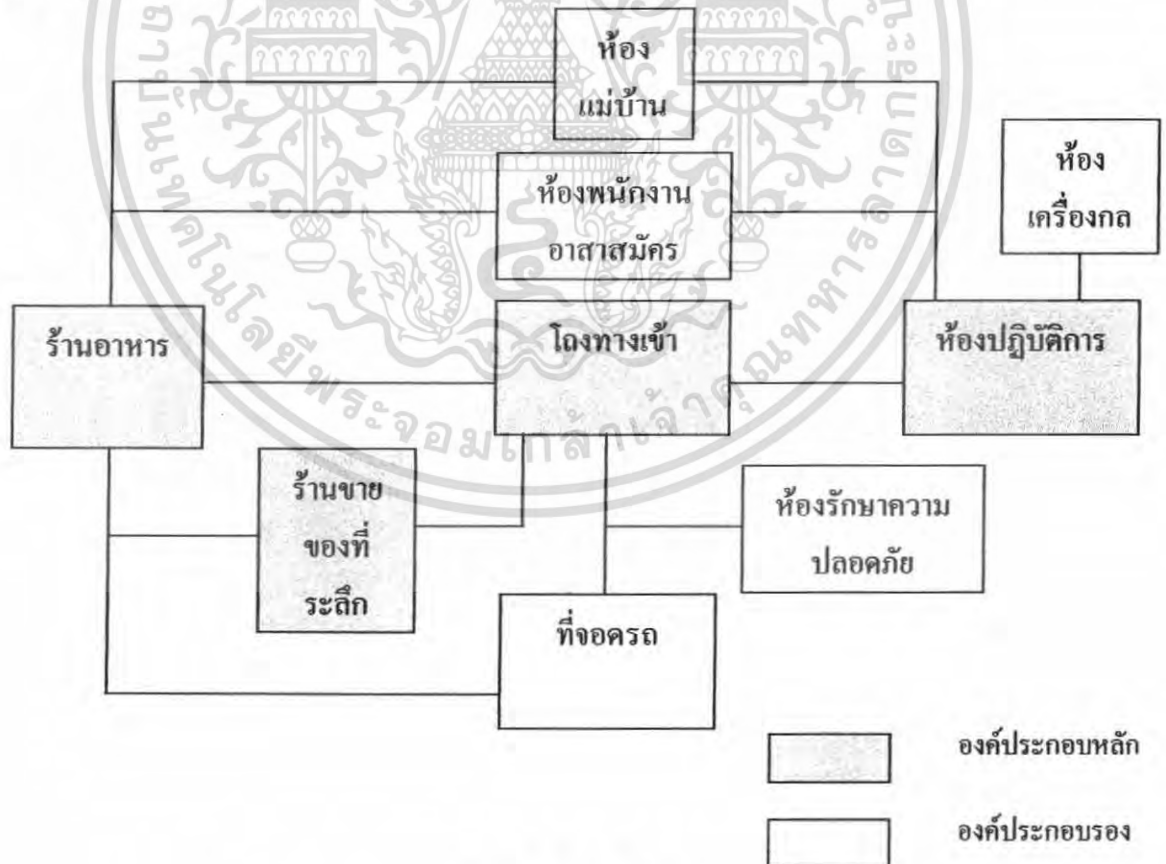 ห้อง
แม่บ้าน
ห้อง
เครื่องกล
ห้องพนักงาน
อาสาสมัคร
ร้านอาหาร
โถงทางเข้า
ห้องปฏิบัติการ
ร้านขาย
ของที่
ระลึก
ห้องรักษาความ
ปลอดภัย
ที่จอดรถ
องค์ประกอบหลัก
องค์ประกอบรอง